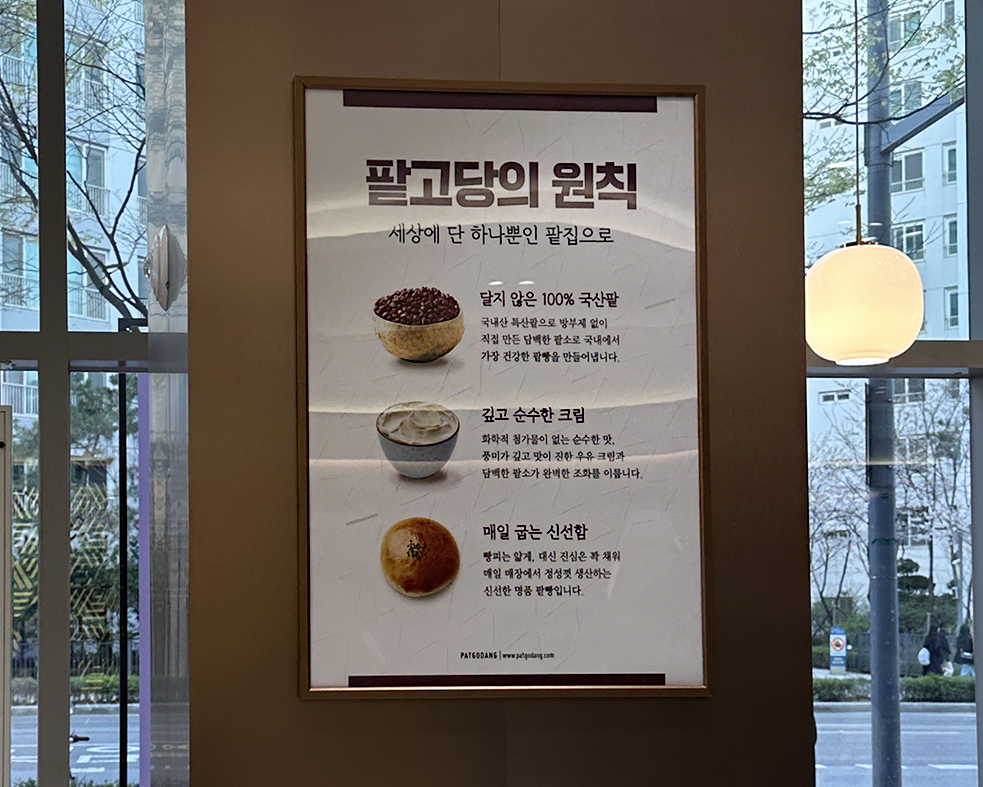 팥고당의 원칙
세상에 단 하나뿐인 팥집으로
달지 않은 100% 국산팥
국내산 특산팥으로 방부제 없이
직접 만든 담백한 팥소로 국내에서
가장 건강한 팥빵을 만들어냅니다.
깊고 순수한 크림
화학적 첨가물이 없는 순수한 맛,
풍미가 깊고 맛이 진한 우유 크림과
담백한 팥소가 완벽한 조화를 이룹니다.
매일 굽는 신선함
빵피는 얇게, 대신 진심은 꽉 채워
매일 매장에서 정성껏 생산하는
신선한 명품 팥빵입니다.
PATGODANG | www.patgodang.com